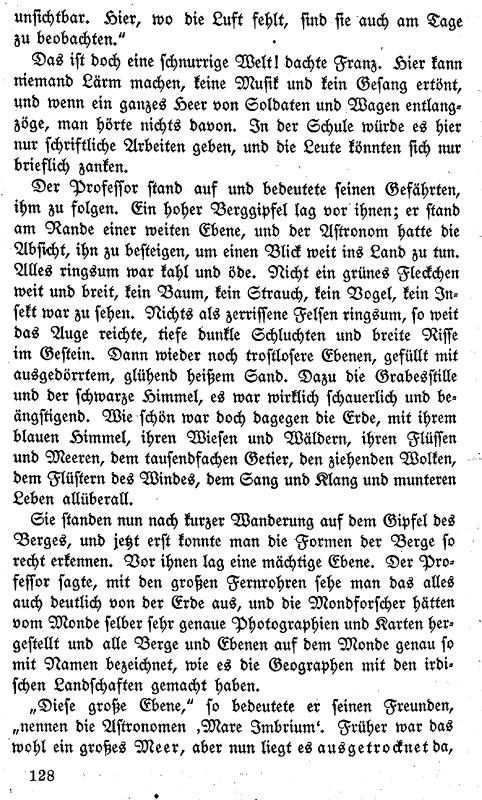 unsichtbar. Hier, wo die Luft fehlt, sind sie auch am Tage
zu beobachten.“
Das ist doch eine schnurrige Welt! dachte Franz. Hier kann
niemand Lärm machen, keine Musik und kein Gesang ertönt,
und wenn ein ganzes Heer von Soldaten und Wagen entlang-
zöge, man hörte nichts davon. In der Schule würde es hier
nur schriftliche Arbeiten geben, und die Leute könnten sich nur
brieflich zanken.
Der Professor stand auf und bedeutete seinen Gefährten,
ihm zu folgen. Ein hoher Berggipfel lag vor ihnen; er stand
am Rande einer weiten Ebene, und der Astronom hatte die
Absicht, ihn zu besteigen, um einen Blick weit ins Land zu tun.
Alles ringsum war kahl und öde. Nicht ein grünes Fleckchen
weit und breit, kein Baum, kein Strauch, kein Vogel, kein In-
sekt war zu sehen. Nichts als zerrissene Felsen ringsum, so weit
das Auge reichte, tiefe dunkle Schluchten und breite Risse
im Gestein. Dann wieder noch trostlosere Ebenen, gefüllt mit
ausgedörrtem, glühend heißem Sand. Dazu die Grabesstille
und der schwarze Himmel, es war wirklich schauerlich und be-
ängstigend. Wie schön war doch dagegen die Erde, mit ihrem
blauen Himmel, ihren Wiesen und Wäldern, ihren Flüssen
und Meeren, dem tausendfachen Getier, den ziehenden Wolken,
dem Flüstern des Windes, dem Sang und Klang und munteren
Leben allüberall.
Sie standen nun nach kurzer Wanderung auf dem Gipfel des
Berges, und jetzt erst konnte man die Formen der Berge so
recht erkennen. Vor ihnen lag eine mächtige Ebene. Der Pro-
fessor sagte, mit den großen Fernrohren sehe man das alles
auch deutlich von der Erde aus, und die Mondforscher hätten
vom Monde selber sehr genaue Photographien und Karten her-
gestellt und alle Berge und Ebenen auf dem Monde genau so
mit Namen bezeichnet, wie es die Geographen mit den irdi-
schen Landschaften gemacht haben.
„Diese große Ebene,“ so bedeutete er seinen Freunden,
„nennen die Astronomen ‚Mare Imbrium‘. Früher war das
wohl ein großes Meer, aber nun liegt es ausgetrocknet da,
128